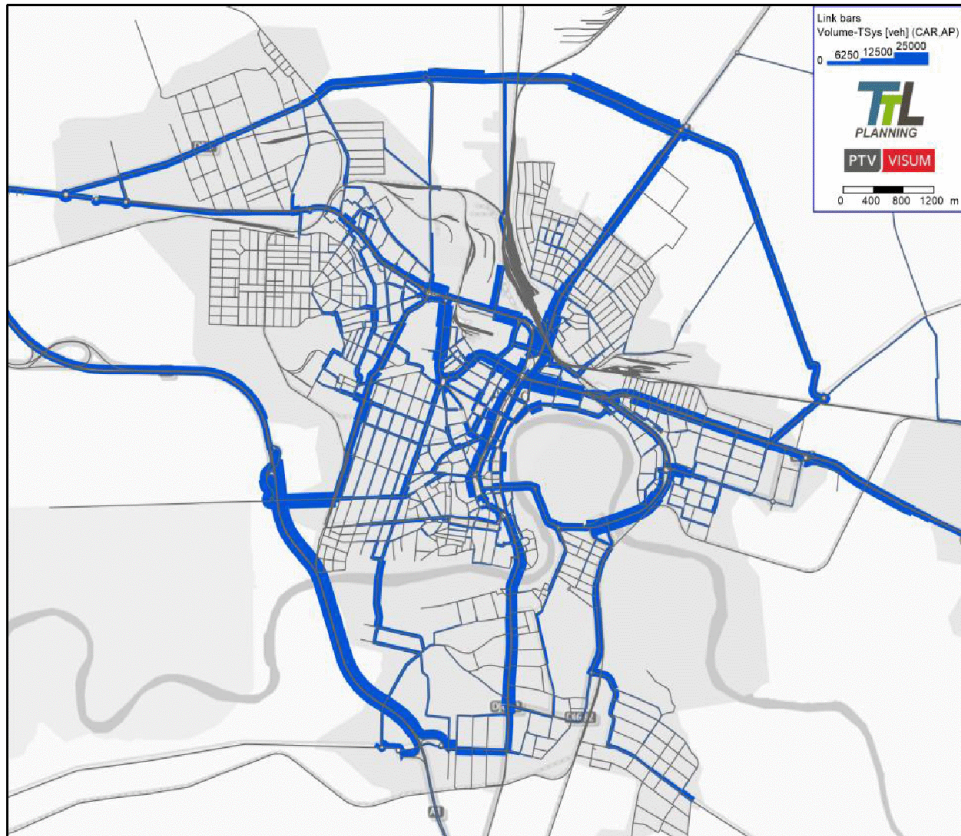 Link bars
Volume-TSys [veh] (CAR,AP)
0 6250 12500 25000
TTL
PLANNING
PTV VISUM
0 400 800 1200 m
A1